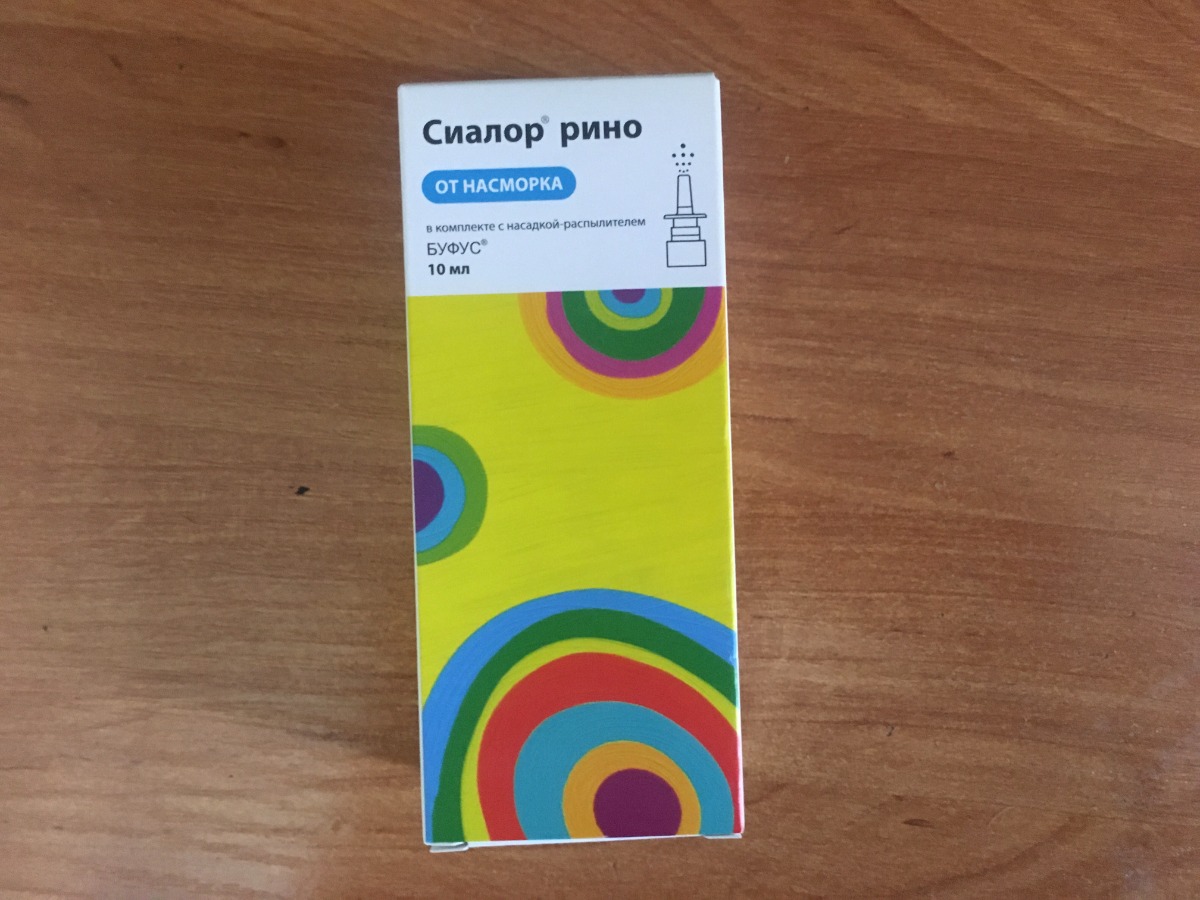 Сиалор® рино
ОТ НАСМОРКА
в комплекте с насадкой-распылителем
БУФУС®
10 мл